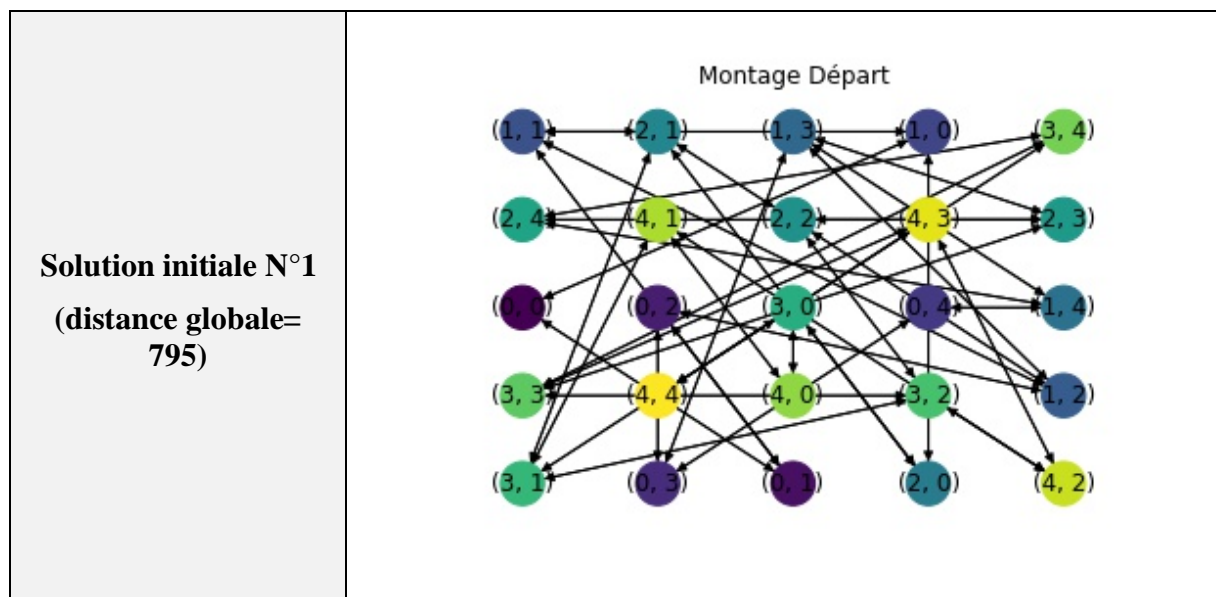 Solution initiale N°1
(distance globale=
795)
Montage Départ
(1, 1) (2, 1) (1, 3) (1, 0) (3, 4)
(2, 4) (4, 1) (2, 2) (4, 3) (2, 3)
(0, 0) (0, 2) (3, 0) (0, 4) (1, 4)
(3, 3) (4, 4) (4, 0) (3, 2) (1, 2)
(3, 1) (0, 3) (0, 1) (2, 0) (4, 2)